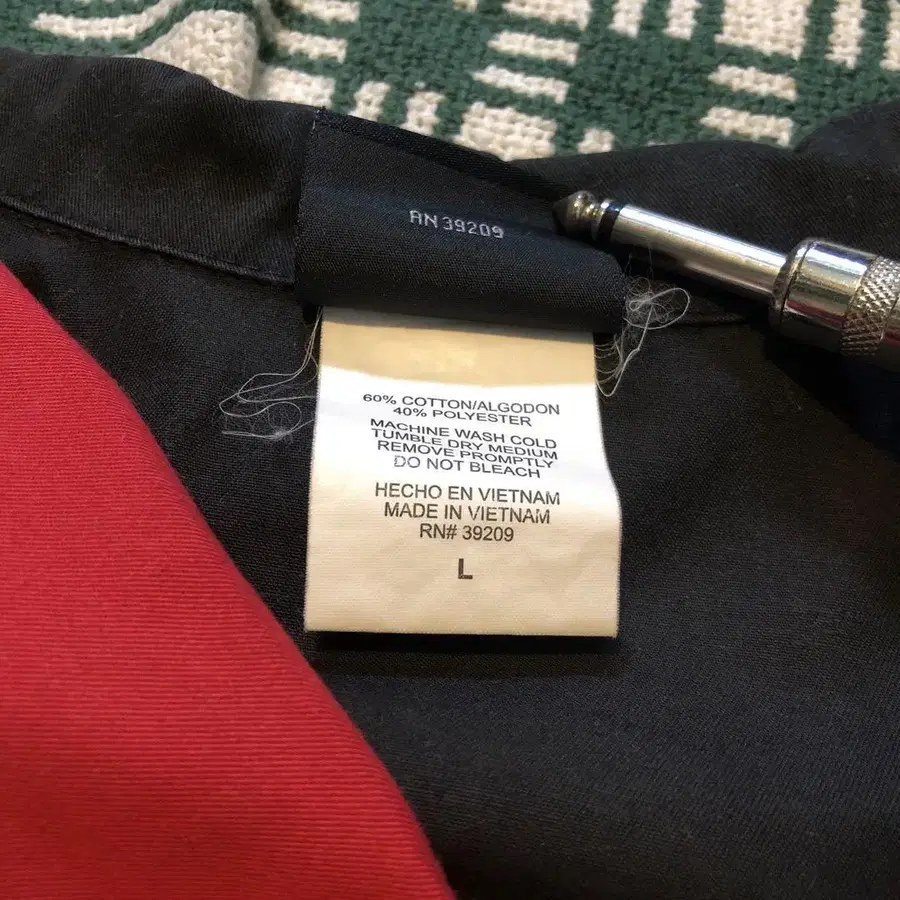 RN 39209
60% COTTON/ALGODON
40% POLYESTER
MACHINE WASH COLD
TUMBLE DRY MEDIUM
REMOVE PROMPTLY
DO NOT BLEACH
HECHO EN VIETNAM
MADE IN VIETNAM
RN# 39209
L